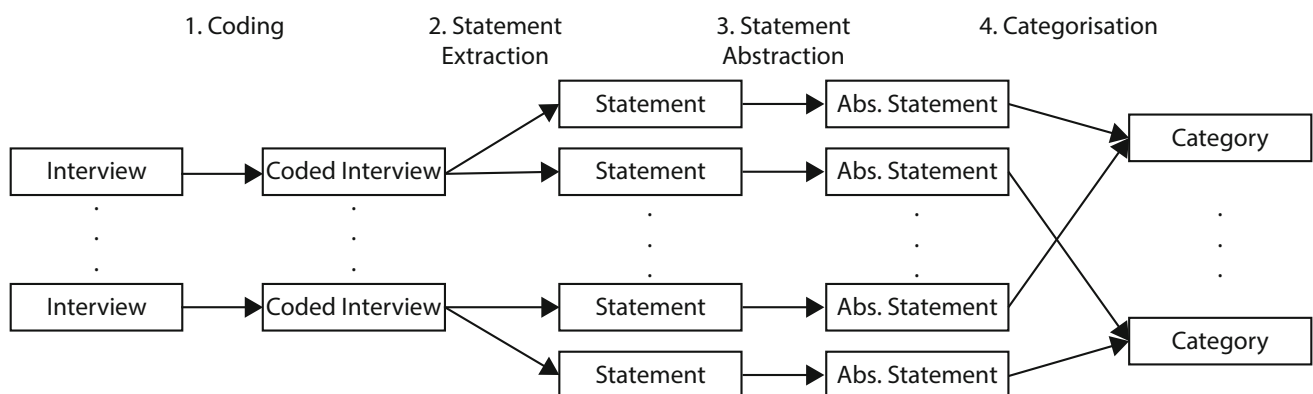 1. Coding
2. Statement
Extraction
3. Statement
Abstraction
4. Categorisation
Statement
Abs. Statement
Category
Interview
Coded Interview
Statement
Abs. Statement
Interview
Coded Interview
Statement
Abs. Statement
Category
Statement
Abs. Statement